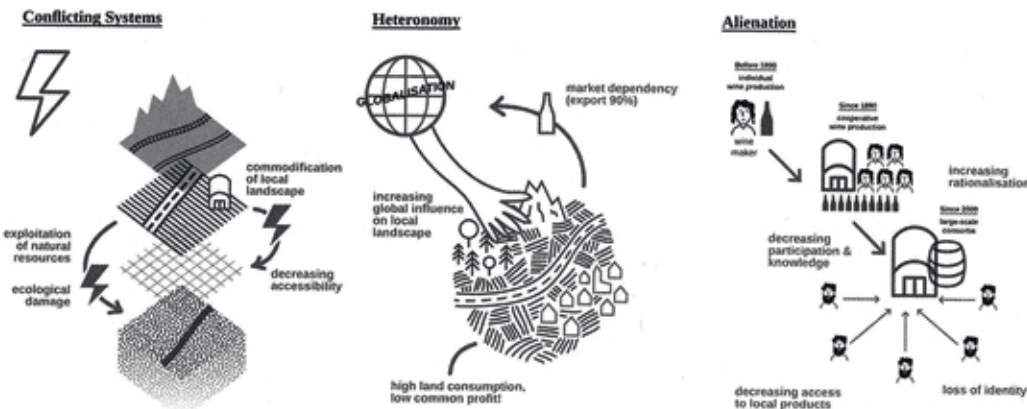 Conflicting Systems
commodification
of local
landscape
exploitation
of natural
resources
ecological
damage
decreasing
accessibility
Heteronomy
GLOBALISATION
market dependency
(export 90%)
increasing
global influence
on local
landscape
high land consumption,
low common profit!
Alienation
Before 1890
individual
wine production
wine
maker
Since 1890
cooperative
wine production
increasing
rationalisation
Since 2000
large-scale
consortia
decreasing
participation &
knowledge
decreasing access
to local products
loss of identity